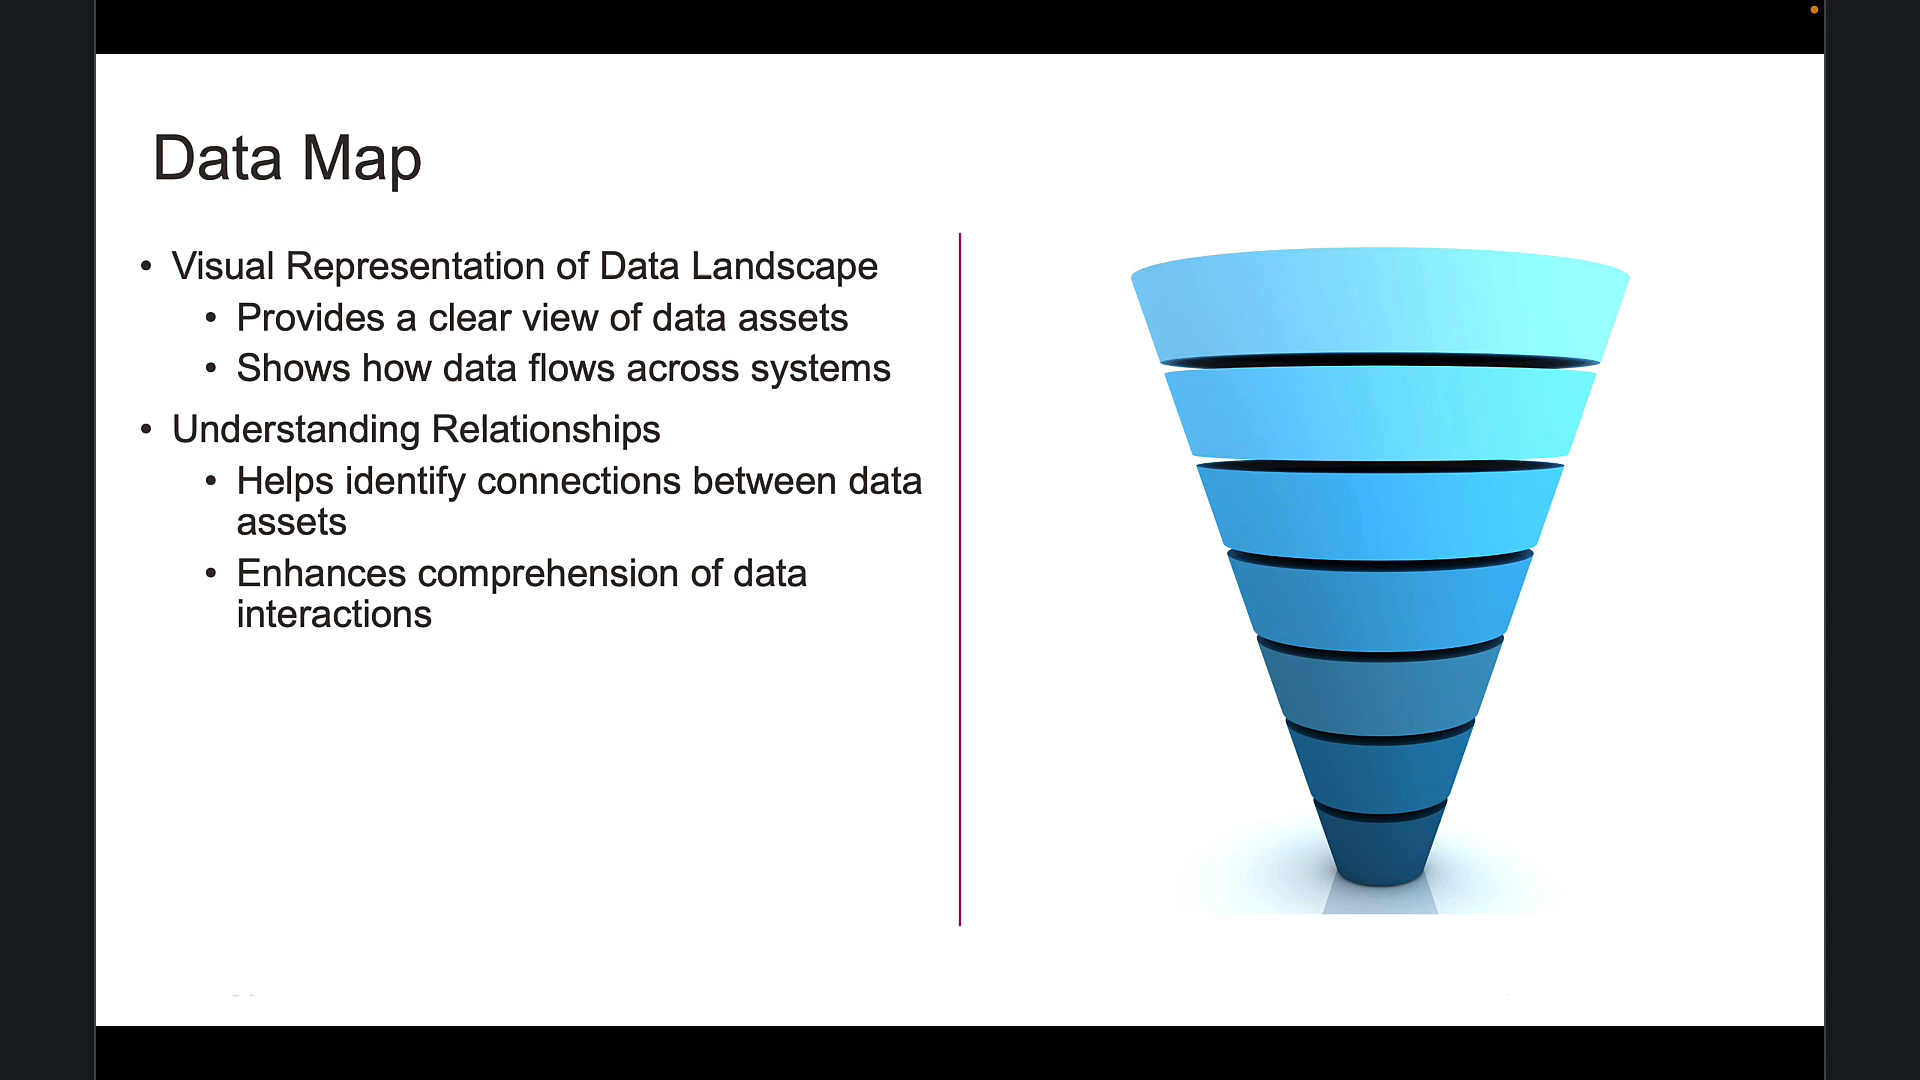 Data Map
• Visual Representation of Data Landscape
• Provides a clear view of data assets
• Shows how data flows across systems
• Understanding Relationships
• Helps identify connections between data
assets
• Enhances comprehension of data
interactions